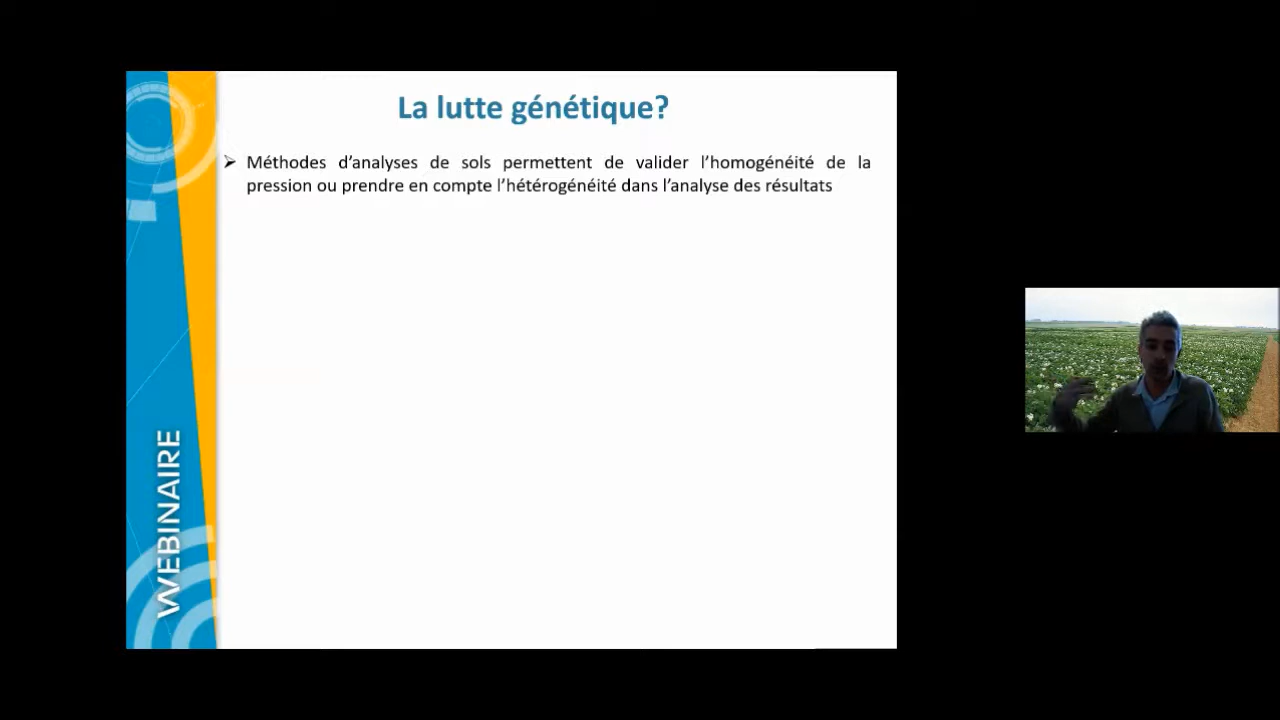 La lutte génétique?
➢ Méthodes d'analyses de sols permettent de valider l'homogénéité de la
pression ou prendre en compte l'hétérogénéité dans l'analyse des résultats
WEBINAIRE